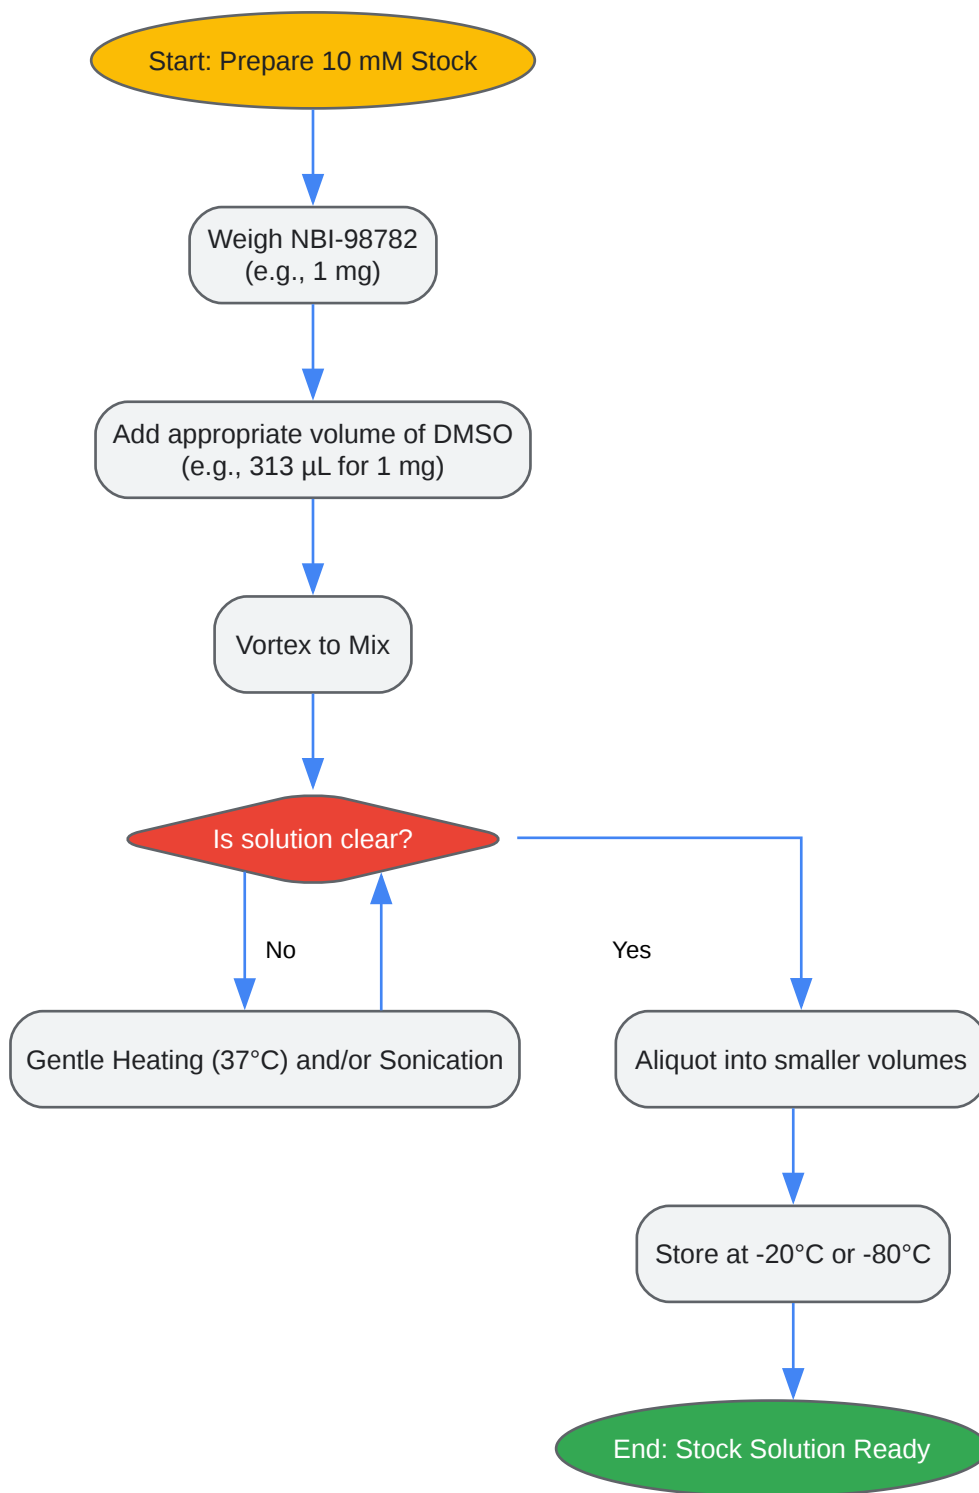 Start: Prepare 10 mM Stock
Weigh NBI-98782
(e.g., 1 mg)
Add appropriate volume of DMSO
(e.g., 313 µL for 1 mg)
Vortex to Mix
Is solution clear?
No
Yes
Gentle Heating (37°C) and/or Sonication
Aliquot into smaller volumes
Store at -20°C or -80°C
End: Stock Solution Ready